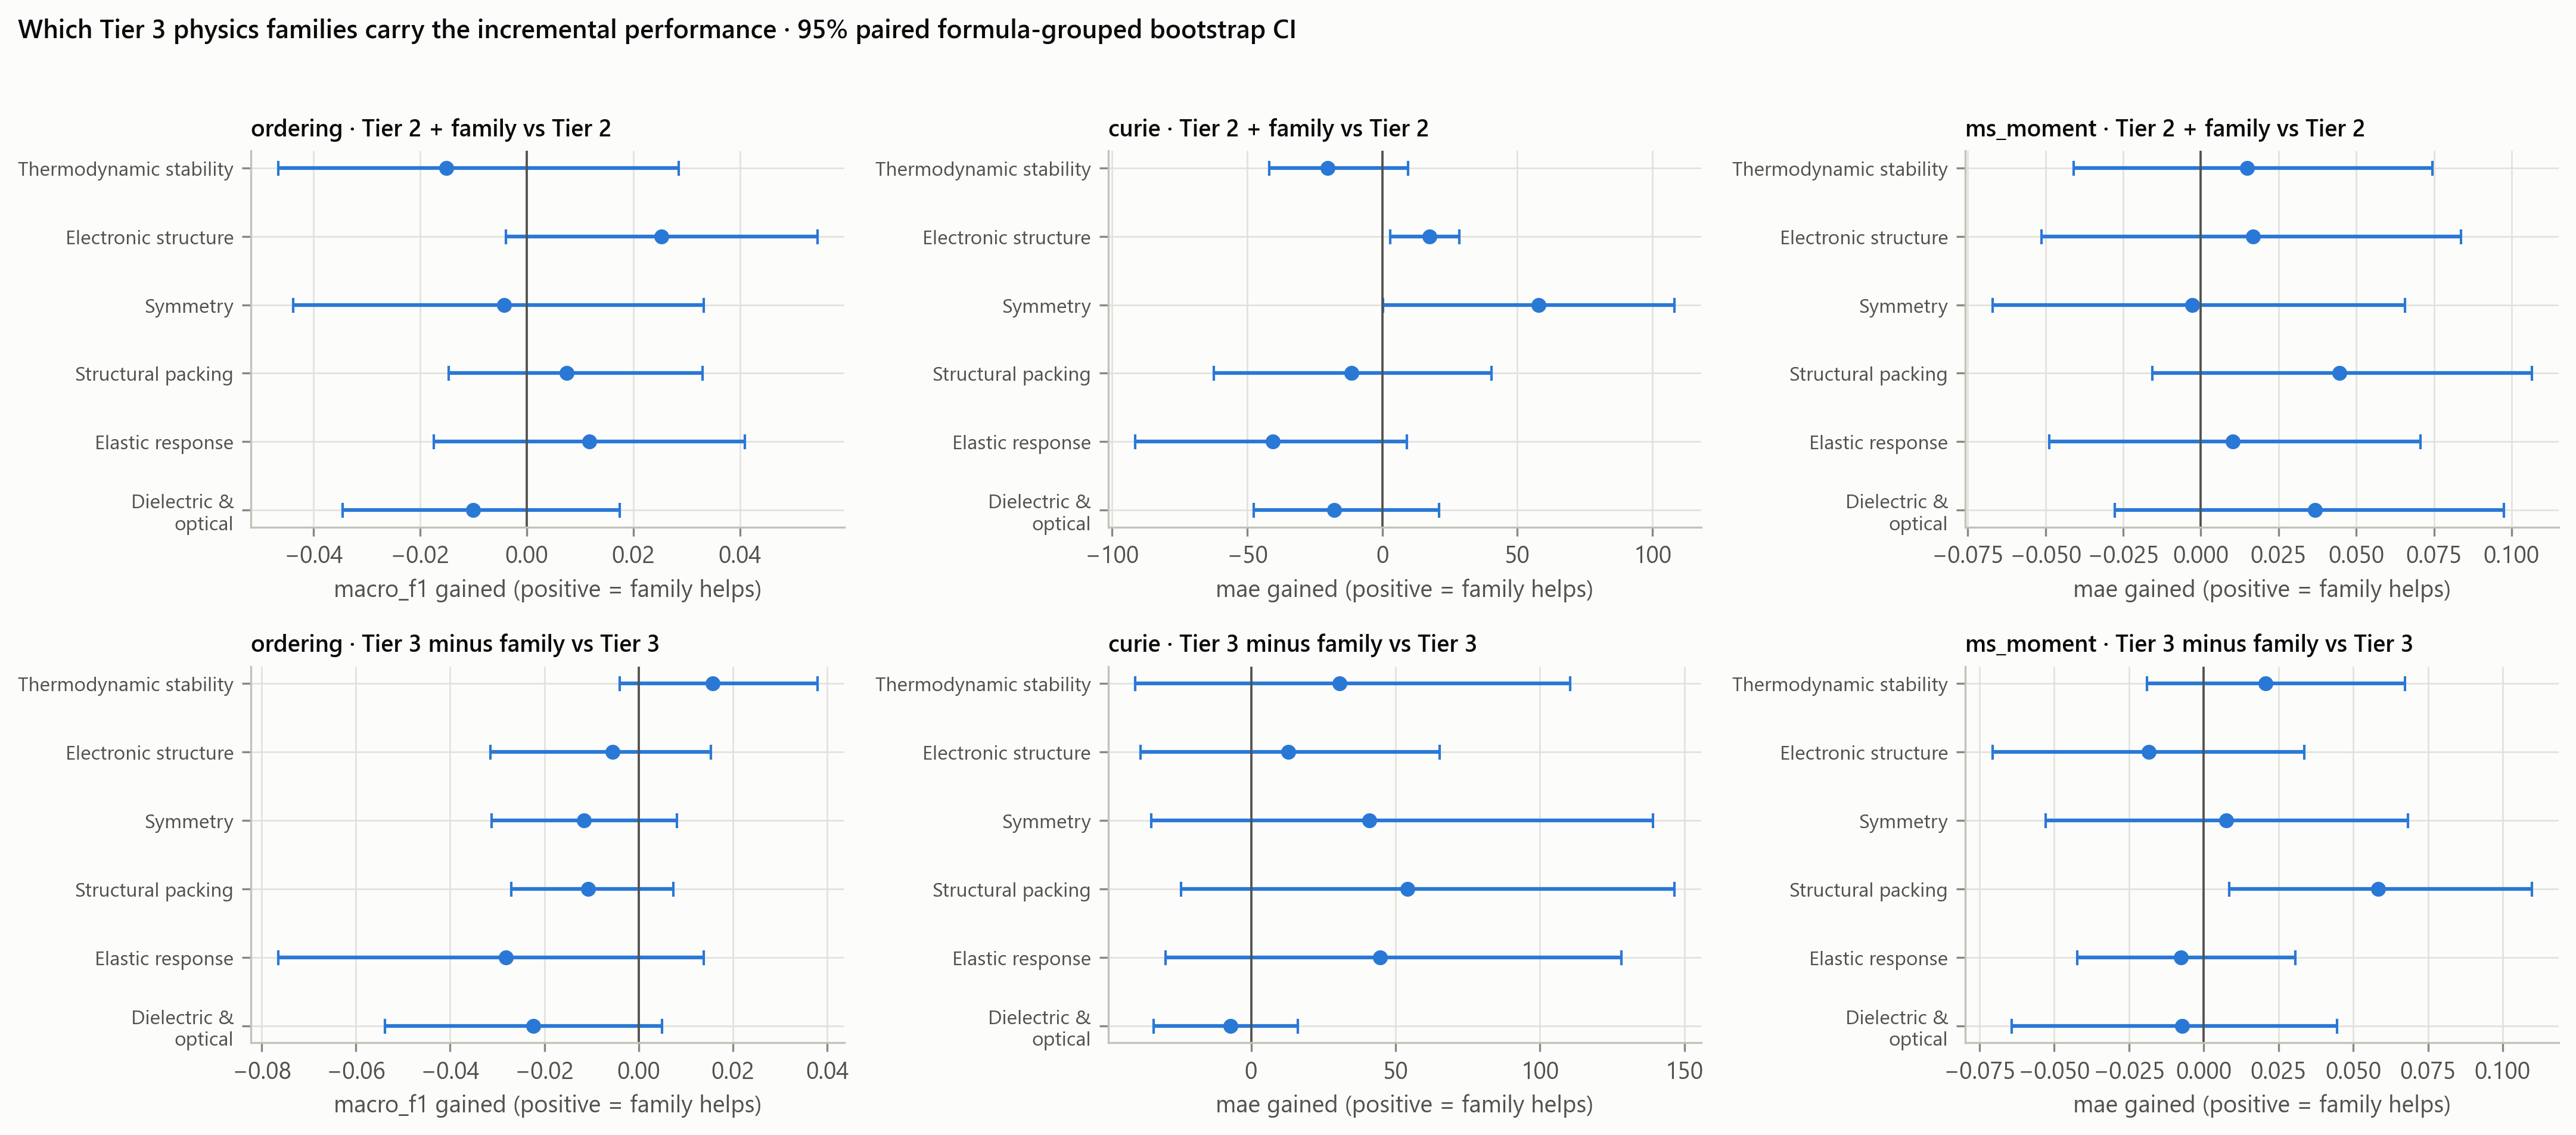 Which Tier 3 physics families carry the incremental performance · 95% paired formula-grouped bootstrap CI
ordering · Tier 2 + family vs Tier 2
Thermodynamic stability
Electronic structure
Symmetry
Structural packing
Elastic response
Dielectric &
optical
−0.04 −0.02 0.00 0.02 0.04
macro_f1 gained (positive = family helps)
curie · Tier 2 + family vs Tier 2
Thermodynamic stability
Electronic structure
Symmetry
Structural packing
Elastic response
Dielectric &
optical
−100 −50 0 50 100
mae gained (positive = family helps)
ms_moment · Tier 2 + family vs Tier 2
Thermodynamic stability
Electronic structure
Symmetry
Structural packing
Elastic response
Dielectric &
optical
−0.075 −0.050 −0.025 0.000 0.025 0.050 0.075 0.100
mae gained (positive = family helps)
ordering · Tier 3 minus family vs Tier 3
Thermodynamic stability
Electronic structure
Symmetry
Structural packing
Elastic response
Dielectric &
optical
−0.08 −0.06 −0.04 −0.02 0.00 0.02 0.04
macro_f1 gained (positive = family helps)
curie · Tier 3 minus family vs Tier 3
Thermodynamic stability
Electronic structure
Symmetry
Structural packing
Elastic response
Dielectric &
optical
0 50 100 150
mae gained (positive = family helps)
ms_moment · Tier 3 minus family vs Tier 3
Thermodynamic stability
Electronic structure
Symmetry
Structural packing
Elastic response
Dielectric &
optical
−0.075 −0.050 −0.025 0.000 0.025 0.050 0.075 0.100
mae gained (positive = family helps)